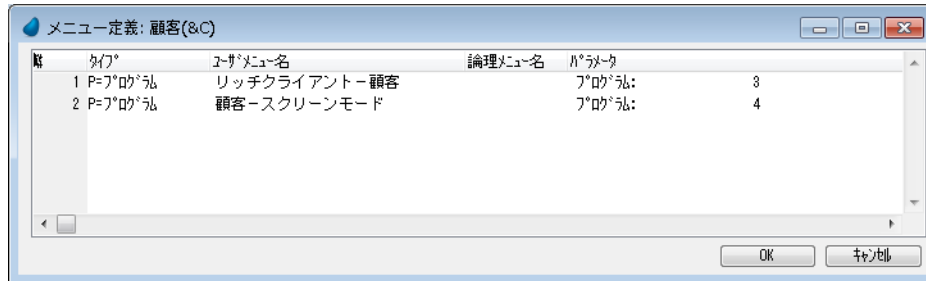 メニュー定義: 顧客(&C)
# ﾀｲﾌﾟ ﾕｰｻﾞﾒﾆｭｰ名 論理ﾒﾆｭｰ名 ﾊﾟﾗﾒｰﾀ
1 P=ﾌﾟﾛｸﾞﾗﾑ リッチクライアントー顧客 ﾌﾟﾛｸﾞﾗﾑ: 3
2 P=ﾌﾟﾛｸﾞﾗﾑ 顧客ースクリーンモード ﾌﾟﾛｸﾞﾗﾑ: 4
OK ｷｬﾝｾﾙ